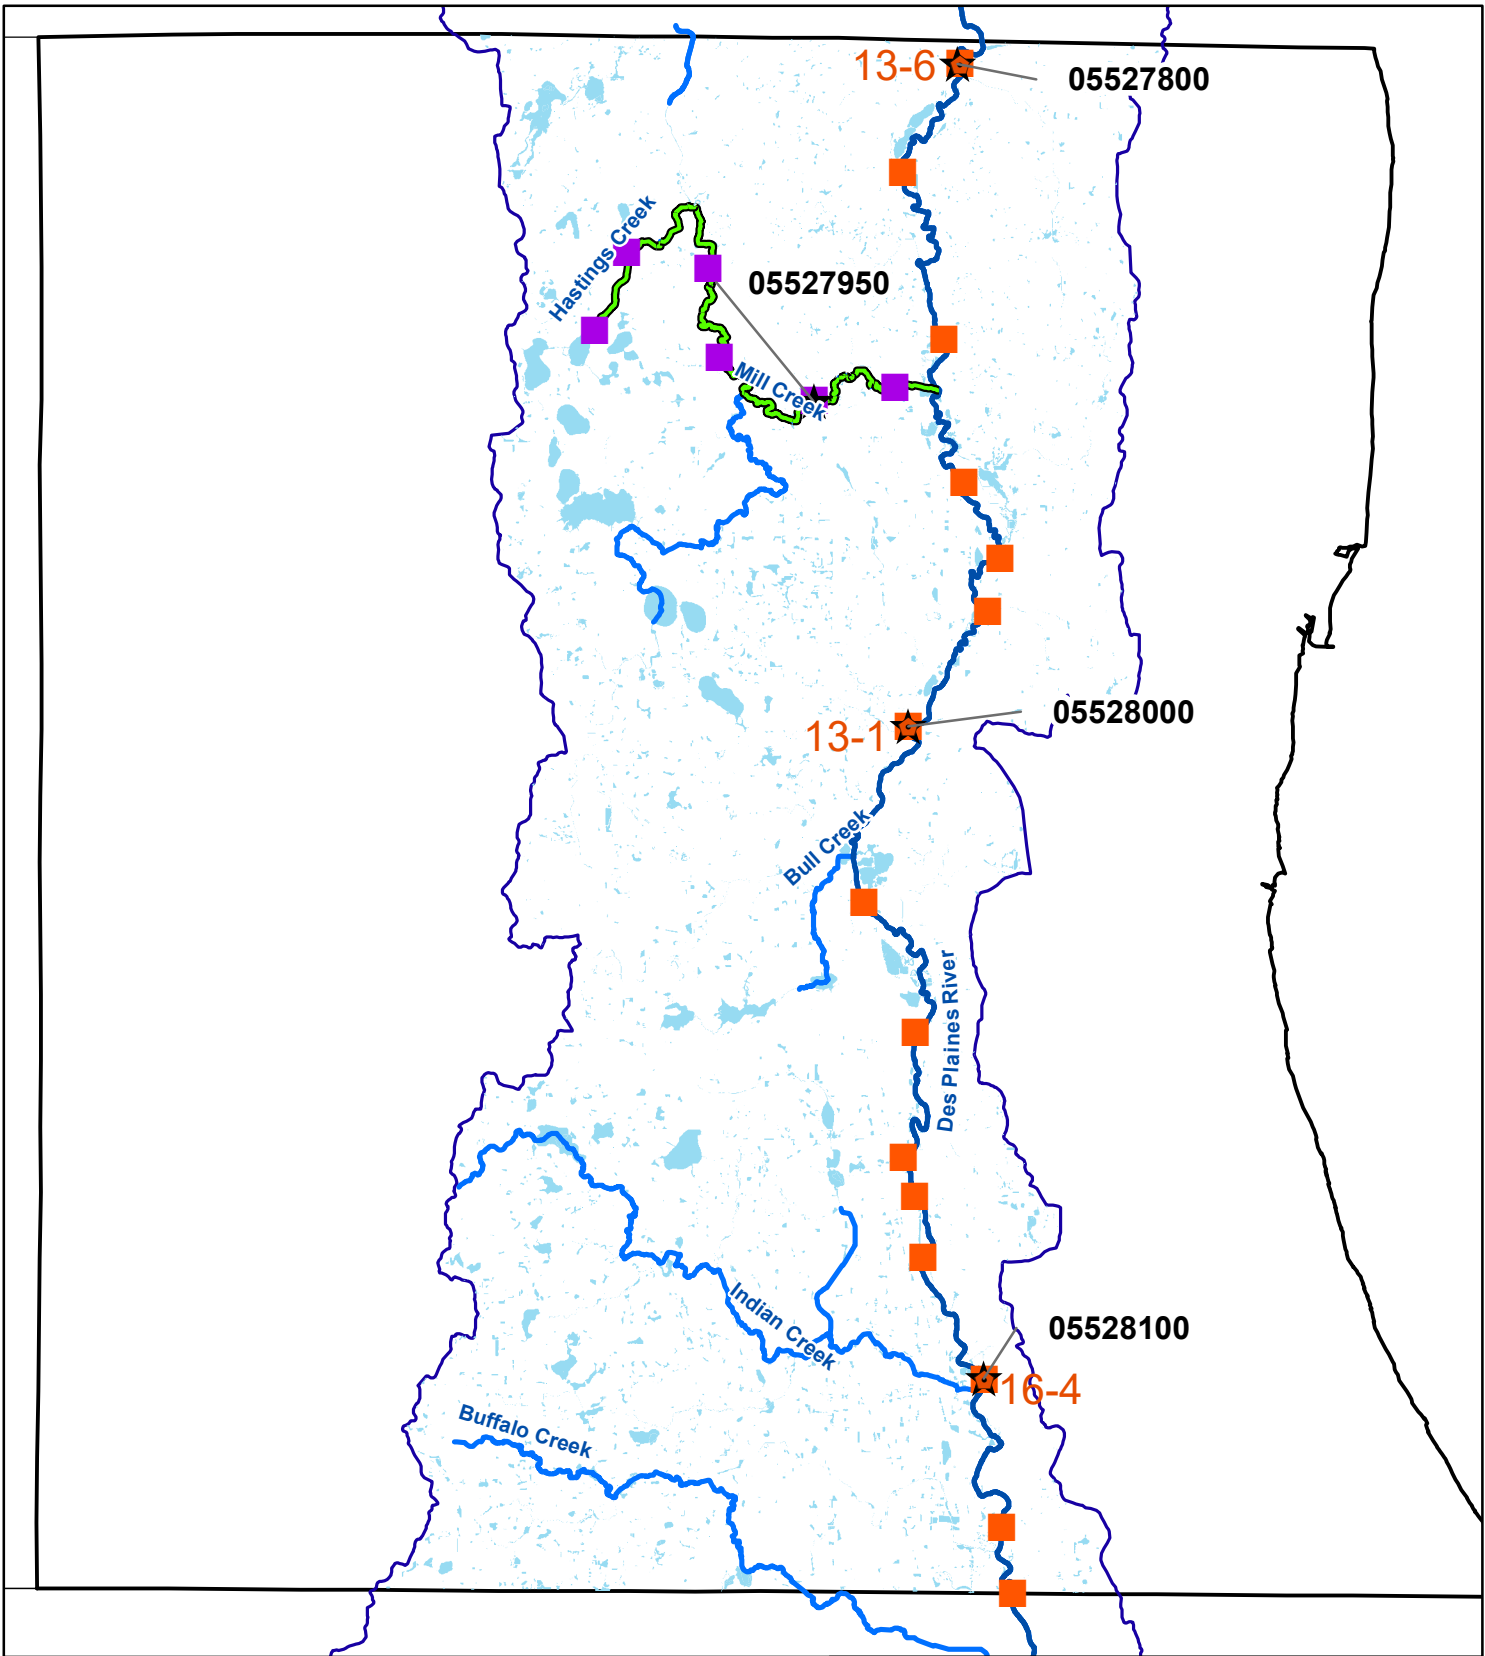 13-6
05527800
Hastings Creek
05527950
Mill Creek
05528000
13-1
Bull Creek
Des Plaines River
Indian Creek
05528100
16-4
Buffalo Creek